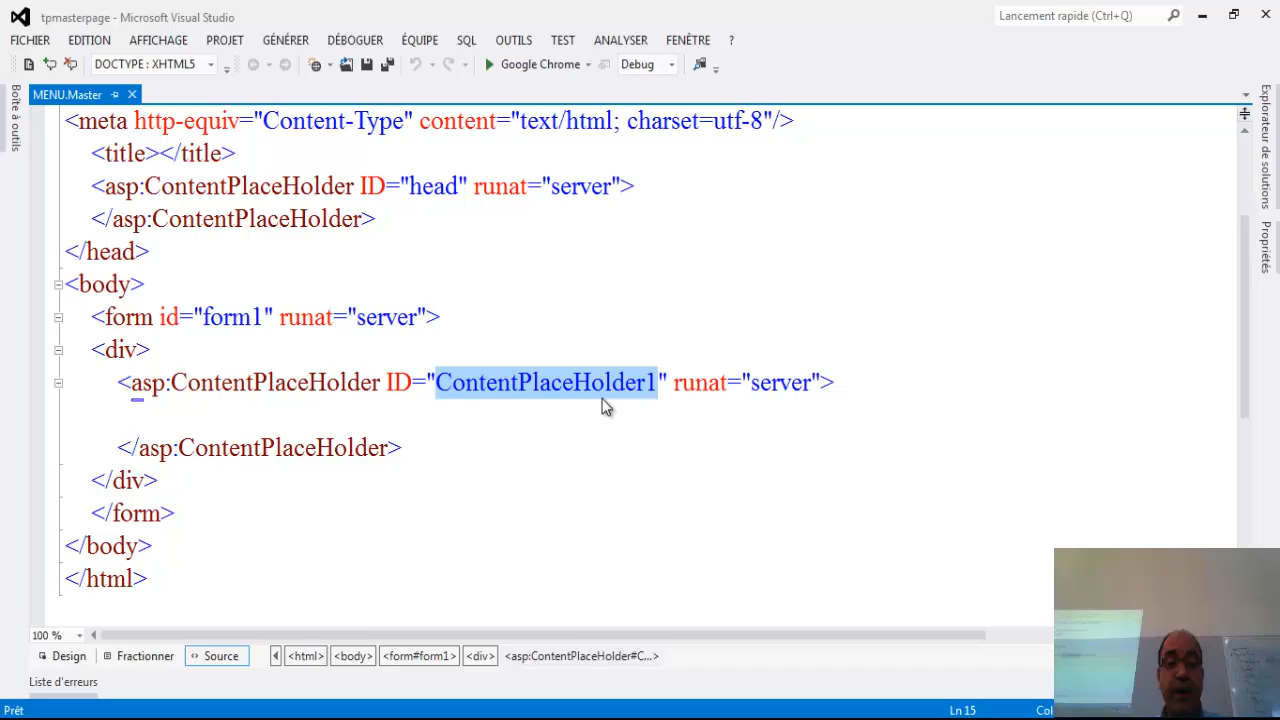 tpmasterpage - Microsoft Visual Studio
Lancement rapide (Ctrl+Q)
FICHIER EDITION AFFICHAGE PROJET GÉNÉRER DÉBOGUER ÉQUIPE SQL OUTILS TEST ANALYSER FENÊTRE ?
DOCTYPE : XHTML5 Google Chrome Debug
Boîte à outils
MENU.Master
Explorateur de solutions
Propriétés
<meta http-equiv="Content-Type" content="text/html; charset=utf-8"/>
<title></title>
<asp:ContentPlaceHolder ID="head" runat="server">
</asp:ContentPlaceHolder>
</head>
<body>
<form id="form1" runat="server">
<div>
<asp:ContentPlaceHolder ID="ContentPlaceHolder1" runat="server">
</asp:ContentPlaceHolder>
</div>
</form>
</body>
</html>
100 %
Design Fractionner Source <html> <body> <form#form1> <div> <asp:ContentPlaceHolder#C...>
Liste d'erreurs
Prêt Ln 15